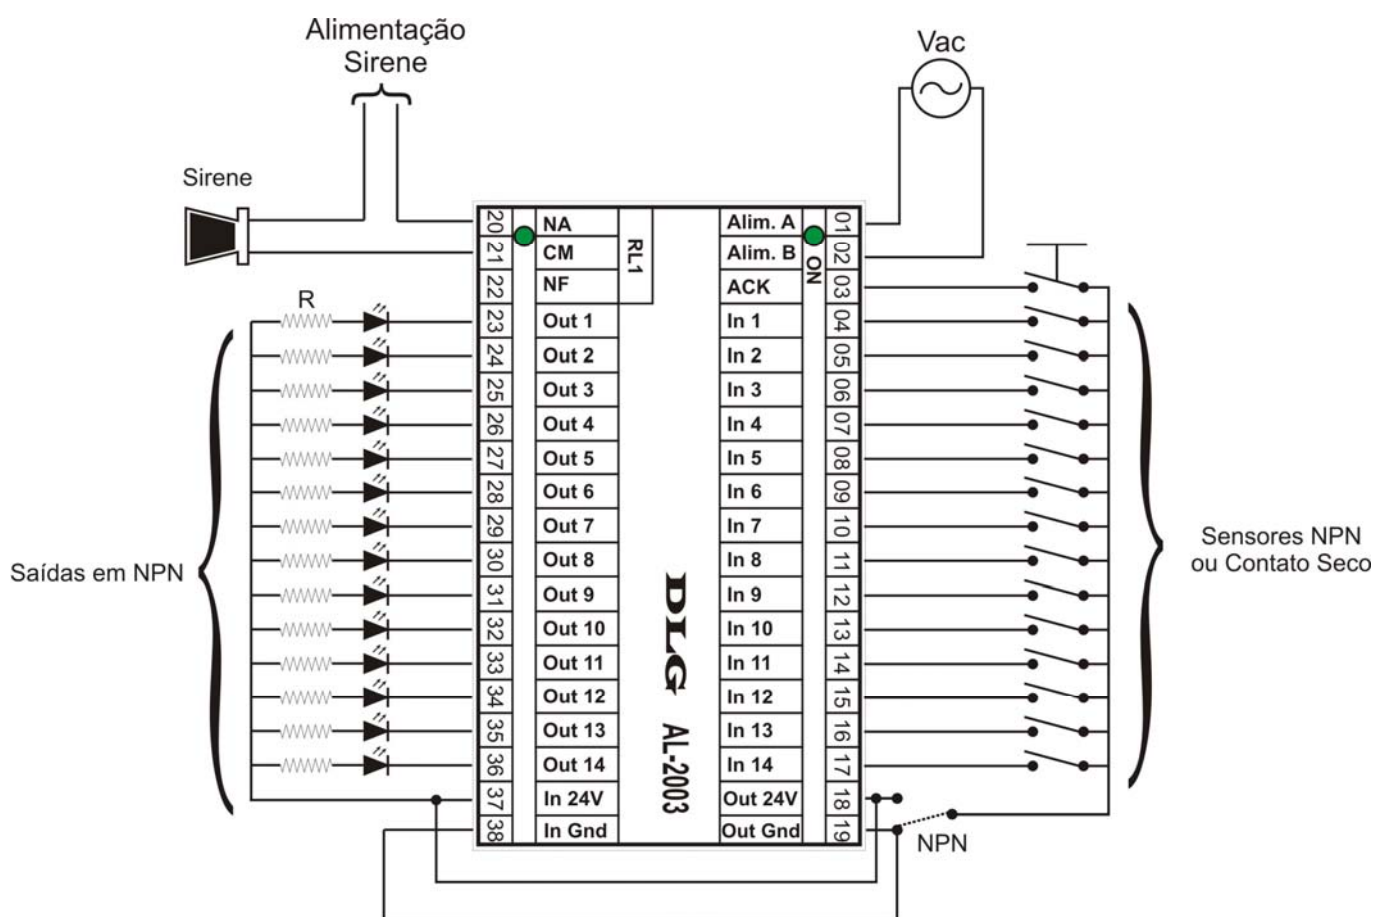 Alimentação
Sirene
Vac
Sirene
20 NA Alim. A 01
21 CM Alim. B 02
22 NF ACK 03
RL1
ON
R
23 Out 1 In 1 04
24 Out 2 In 2 05
25 Out 3 In 3 06
26 Out 4 In 4 07
27 Out 5 In 5 08
28 Out 6 In 6 09
29 Out 7 In 7 10
30 Out 8 In 8 11
31 Out 9 In 9 12
32 Out 10 In 10 13
33 Out 11 In 11 14
34 Out 12 In 12 15
35 Out 13 In 13 16
36 Out 14 In 14 17
37 In 24V Out 24V 18
38 In Gnd Out Gnd 19
DLG AL-2003
Saídas em NPN
Sensores NPN
ou Contato Seco
NPN